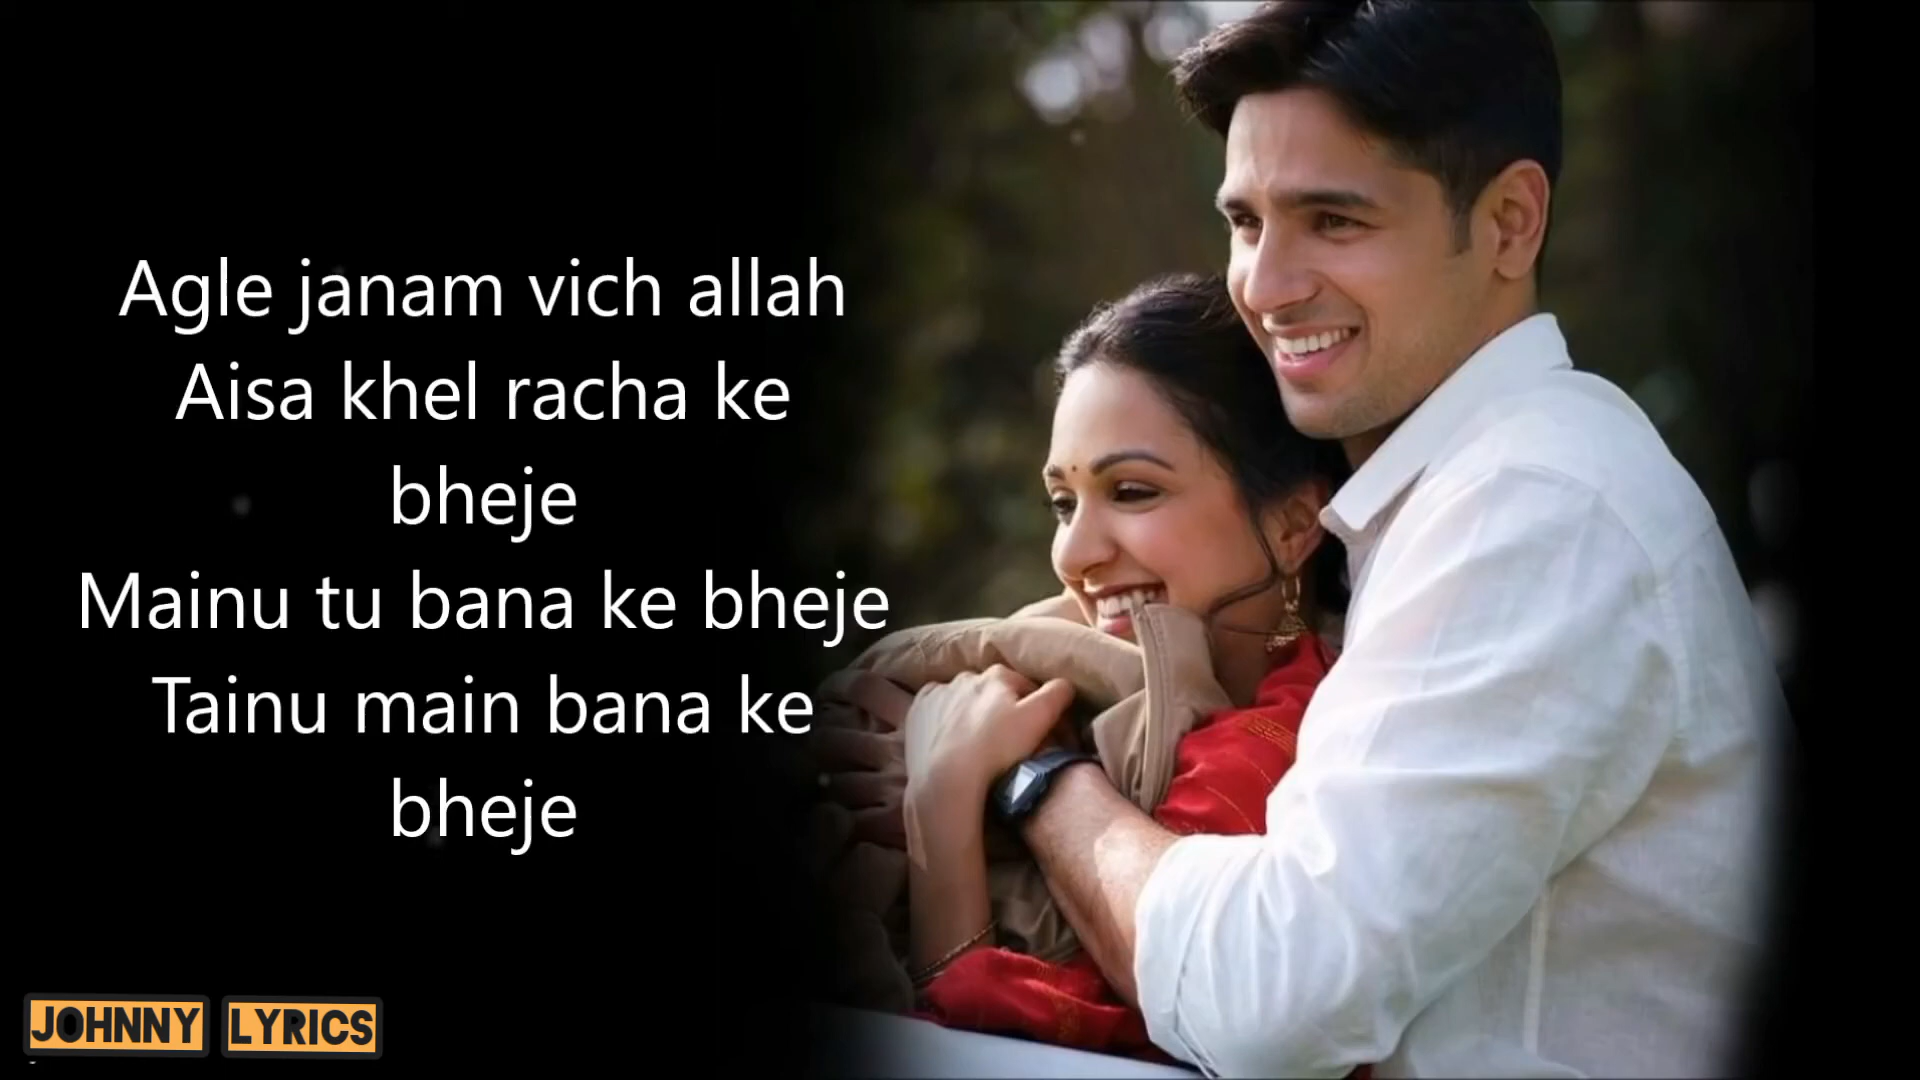 Agle janam vich allah
Aisa khel racha ke
bheje
Mainu tu bana ke bheje
Tainu main bana ke
bheje
JOHNNY LYRICS